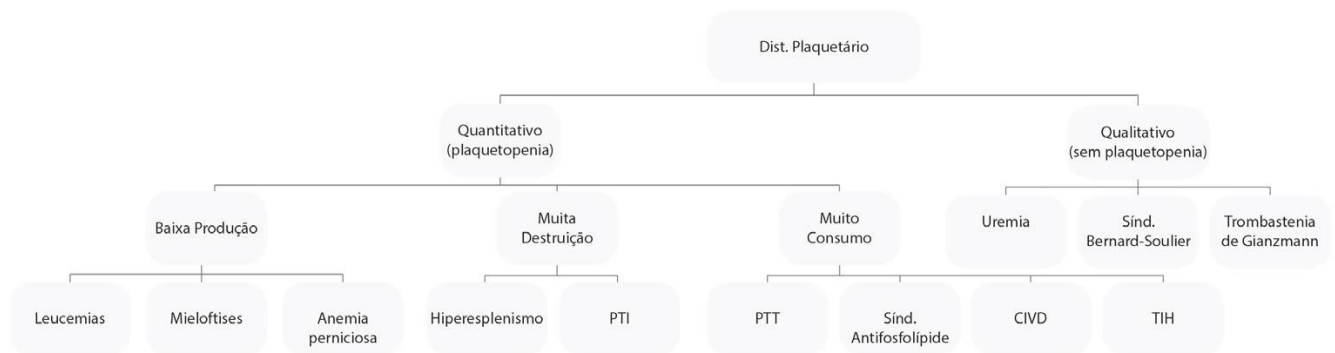 Dist. Plaquetário
Quantitativo
(plaquetopenia)
Qualitativo
(sem plaquetopenia)
Baixa Produção
Muita
Destruição
Muito
Consumo
Uremia
Sínd.
Bernard-Soulier
Trombastenia
de Gianzmann
Leucemias
Mieloftises
Anemia
perniciosa
Hiperesplenismo
PTI
PTT
Sínd.
Antifosfolípide
CIVD
TIH